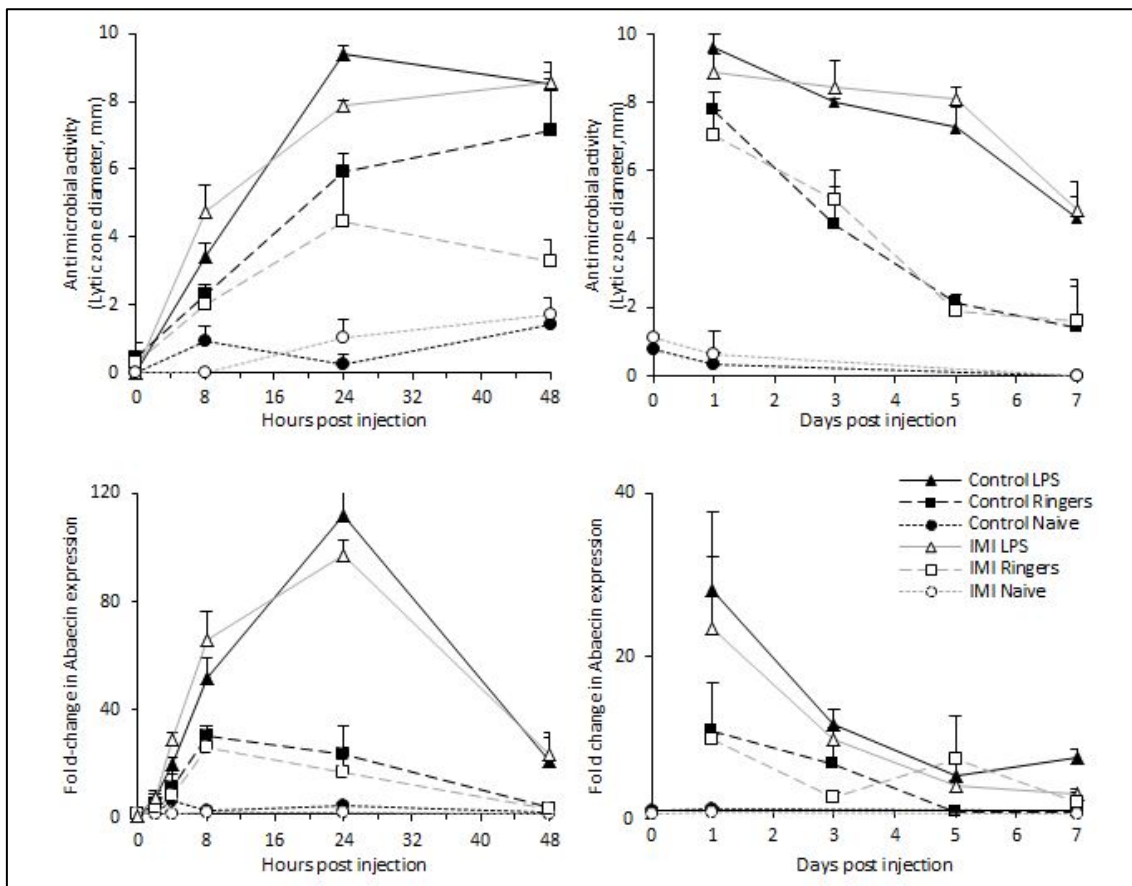 Antimicrobial activity
(Lytic zone diameter, mm)
10
8
6
4
2
0
0 8 16 24 32 40 48
Hours post injection
Antimicrobial activity
(Lytic zone diameter, mm)
10
8
6
4
2
0
0 1 2 3 4 5 6 7
Days post injection
Fold-change in Abaecin expression
120
80
40
0
0 8 16 24 32 40 48
Hours post injection
Fold change in Abaecin expression
40
20
0
0 1 2 3 4 5 6 7
Days post injection
Control LPS
Control Ringers
Control Naive
IMI LPS
IMI Ringers
IMI Naive